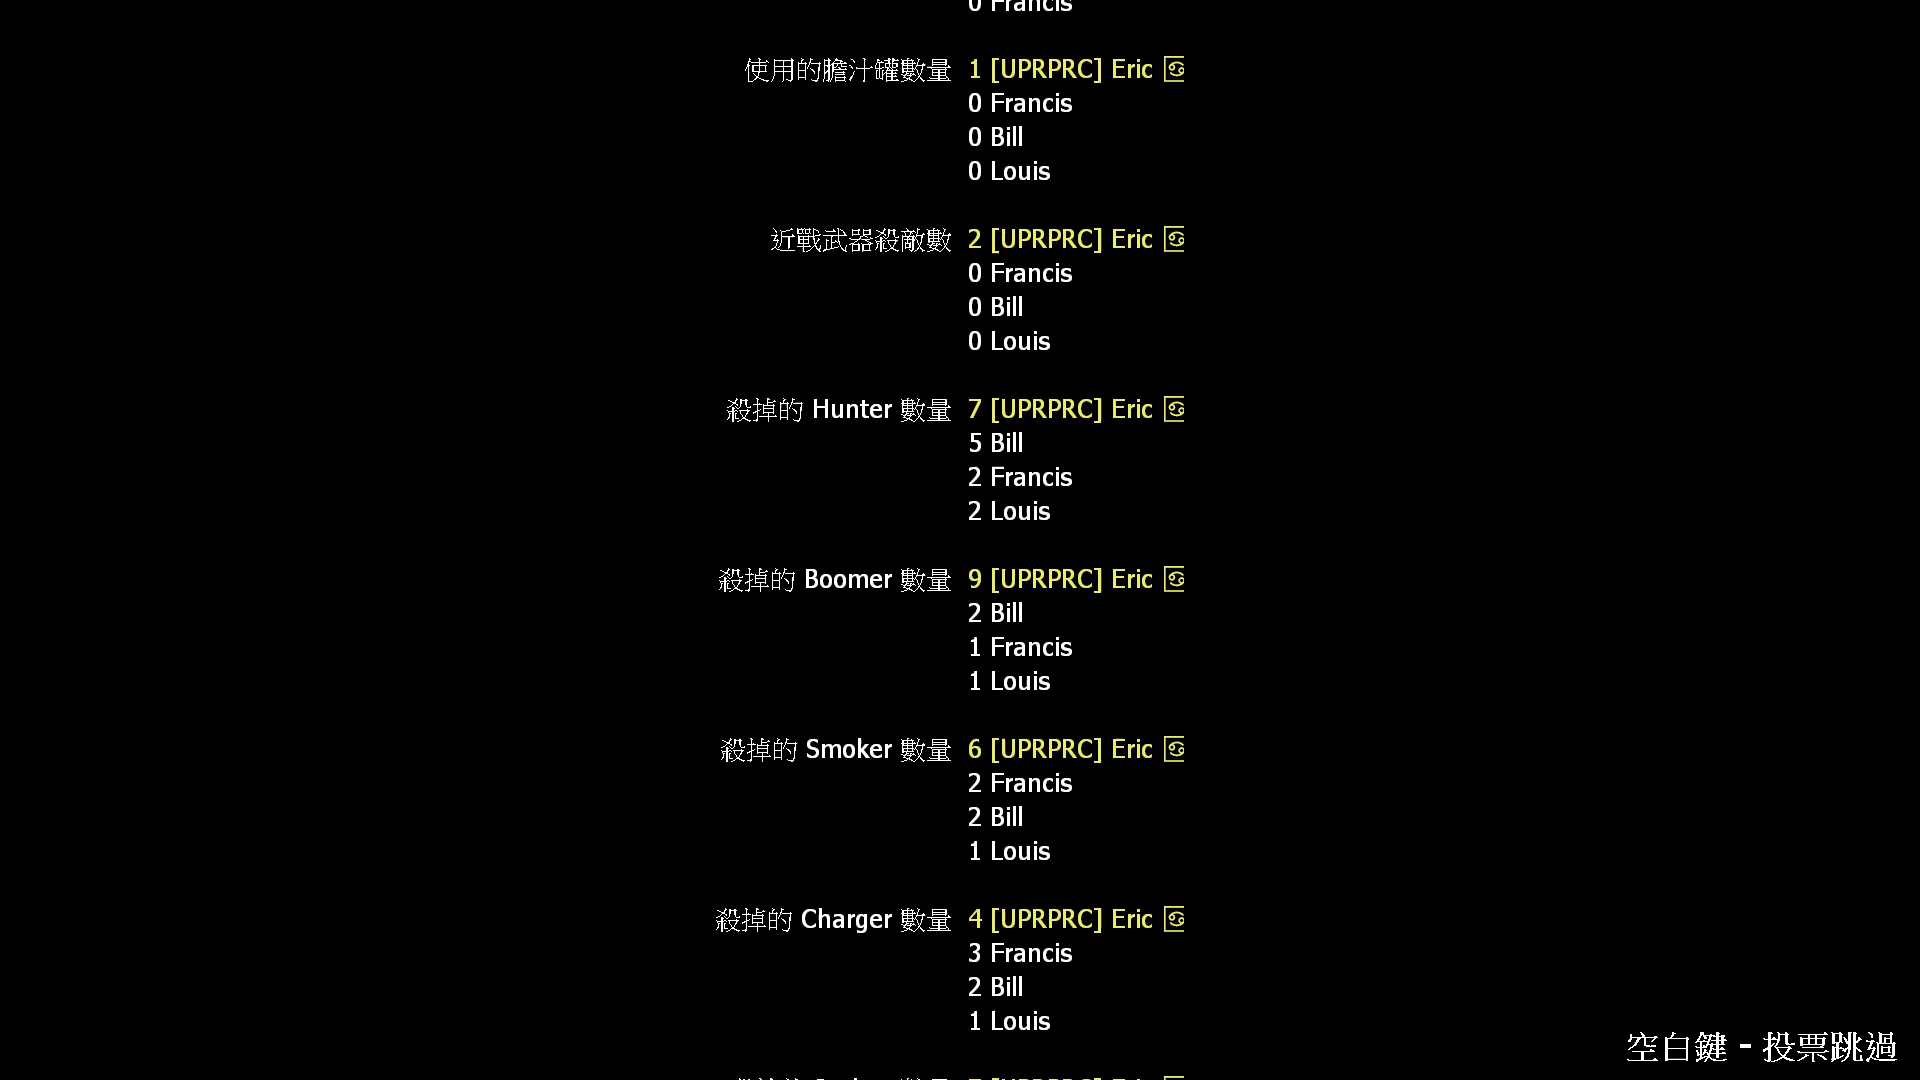 0 Francis
使用的膽汁罐數量 1 [UPRPRC] Eric ♋
0 Francis
0 Bill
0 Louis
近戰武器殺敵數 2 [UPRPRC] Eric ♋
0 Francis
0 Bill
0 Louis
殺掉的 Hunter 數量 7 [UPRPRC] Eric ♋
5 Bill
2 Francis
2 Louis
殺掉的 Boomer 數量 9 [UPRPRC] Eric ♋
2 Bill
1 Francis
1 Louis
殺掉的 Smoker 數量 6 [UPRPRC] Eric ♋
2 Francis
2 Bill
1 Louis
殺掉的 Charger 數量 4 [UPRPRC] Eric ♋
3 Francis
2 Bill
1 Louis
空白鍵 - 投票跳過